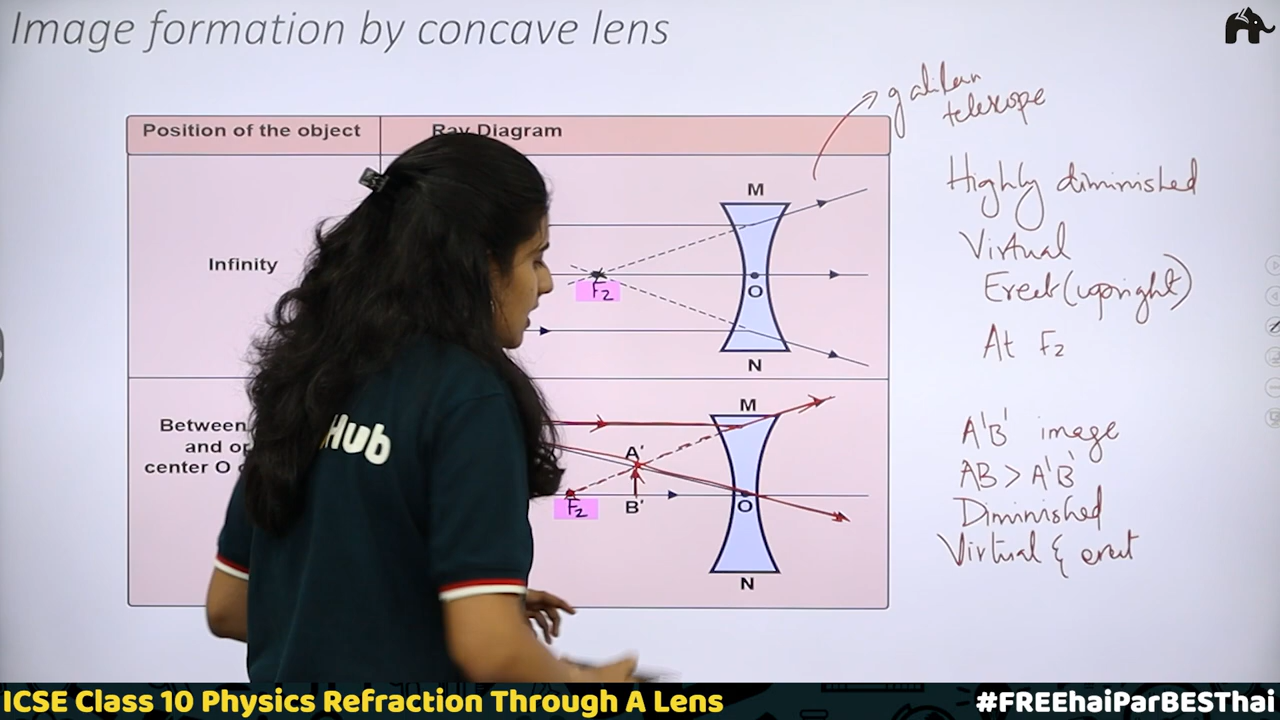 Image formation by concave lens
Position of the object
Ray Diagram
galilean
telescope
M
Infinity
F2
O
N
Highly diminished
Virtual
Erect (upright)
At F2
Between
and
center O
M
A'
F2
B'
O
N
A'B' image
AB > A'B'
Diminished
Virtual & erect
Hub
ICSE Class 10 Physics Refraction Through A Lens
#FREEhaiParBESThai